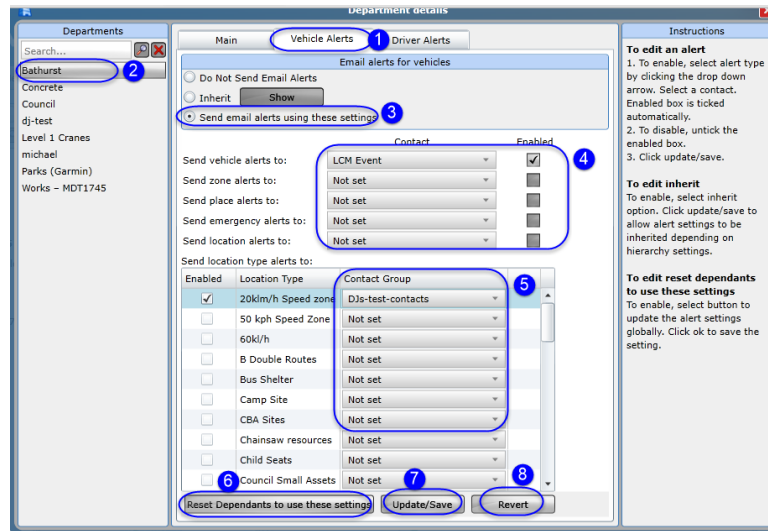 Department details
Departments
Search...
Bathurst
2
Concrete
Council
dj-test
Level 1 Cranes
michael
Parks (Garmin)
Works – MDT1745
Main
Vehicle Alerts
1
Driver Alerts
Email alerts for vehicles
Do Not Send Email Alerts
Inherit
Show
Send email alerts using these settings
3
Contact
Enabled
Send vehicle alerts to:
LCM Event
4
Send zone alerts to:
Not set
Send place alerts to:
Not set
Send emergency alerts to:
Not set
Send location alerts to:
Not set
Send location type alerts to:
Enabled
Location Type
Contact Group
5
20klm/h Speed zone
DJs-test-contacts
50 kph Speed Zone
Not set
60kl/h
Not set
B Double Routes
Not set
Bus Shelter
Not set
Camp Site
Not set
CBA Sites
Not set
Chainsaw resources
Not set
Child Seats
Not set
Council Small Assets
Not set
6
7
8
Reset Dependants to use these settings
Update/Save
Revert
Instructions
To edit an alert
1. To enable, select alert type
by clicking the drop down
arrow. Select a contact.
Enabled box is ticked
automatically.
2. To disable, untick the
enabled box.
3. Click update/save.
To edit inherit
To enable, select inherit
option. Click update/save to
allow alert settings to be
inherited depending on
hierarchy settings.
To edit reset dependants
to use these settings
To enable, select button to
update the alert settings
globally. Click ok to save the
setting.